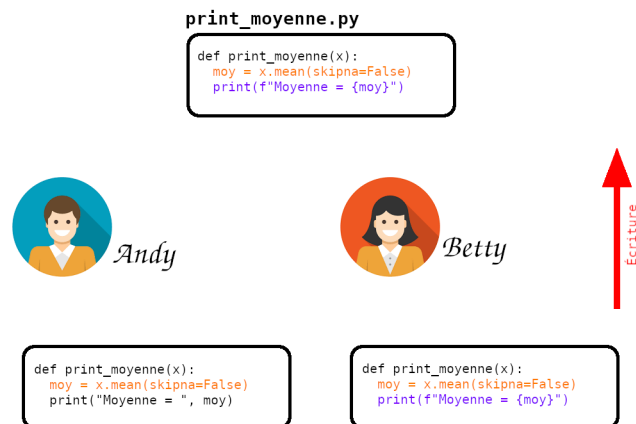 print_moyenne.py
def print_moyenne(x):
  moy = x.mean(skipna=False)
  print(f"Moyenne = {moy}")
Andy
Betty
Écriture
def print_moyenne(x):
  moy = x.mean(skipna=False)
  print("Moyenne = ", moy)
def print_moyenne(x):
  moy = x.mean(skipna=False)
  print(f"Moyenne = {moy}")